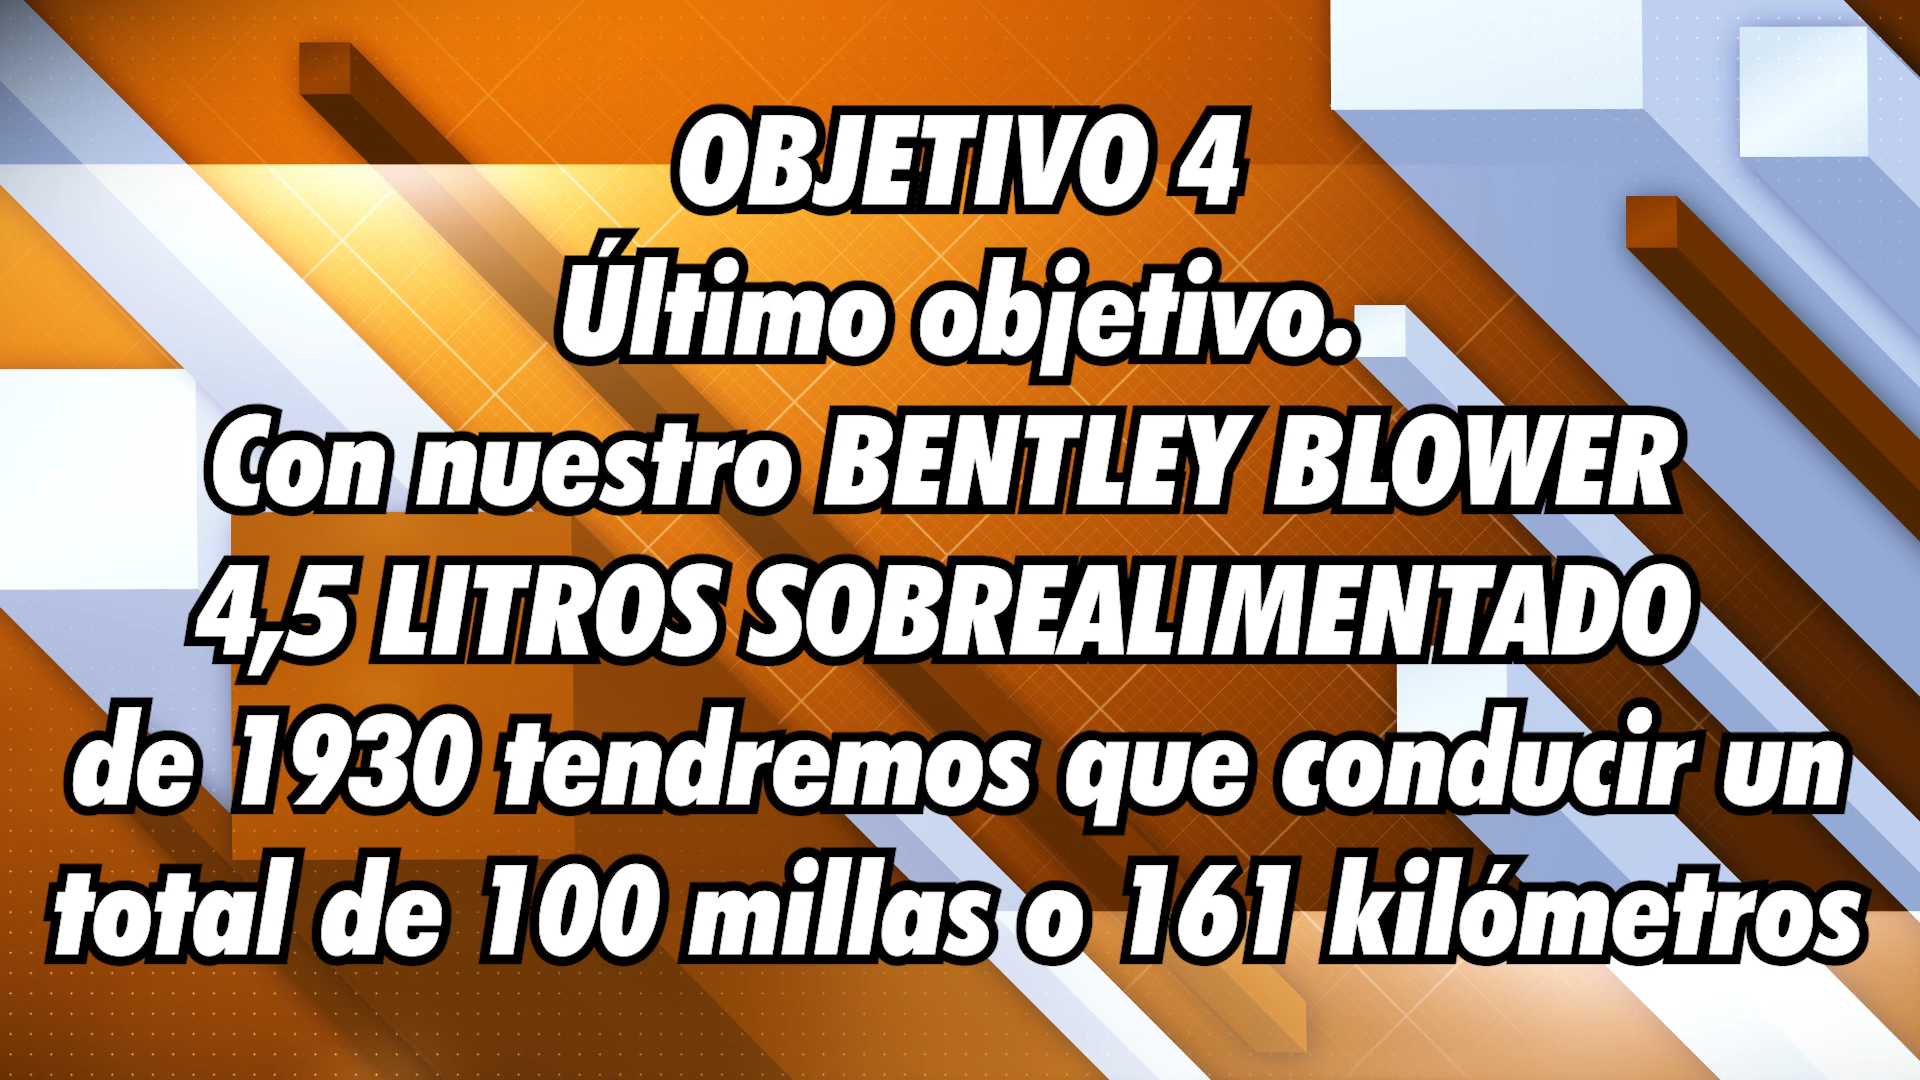 OBJETIVO 4
Último objetivo.
Con nuestro BENTLEY BLOWER
4,5 LITROS SOBREALIMENTADO
de 1930 tendremos que conducir un
total de 100 millas o 161 kilómetros